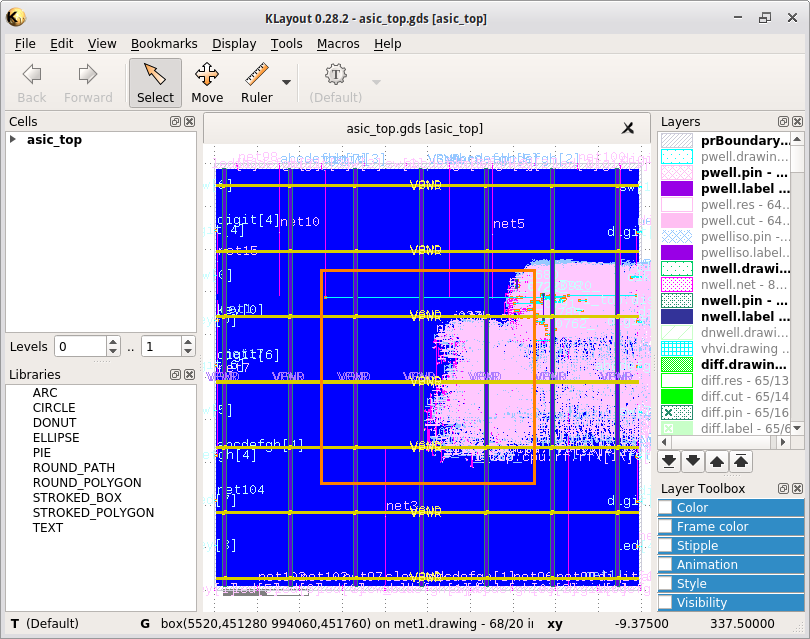 KLayout 0.28.2 - asic_top.gds [asic_top]
File Edit View Bookmarks Display Tools Macros Help
Back Forward Select Move Ruler (Default)
Cells
asic_top
Levels 0 .. 1
Libraries
ARC
CIRCLE
DONUT
ELLIPSE
PIE
ROUND_PATH
ROUND_POLYGON
STROKED_BOX
STROKED_POLYGON
TEXT
asic_top.gds [asic_top]
VPWR
digit[4] net10
net5
net15
VPWR
VPWR
VPWR VPWR VPWR VPWR VPWR VPWR
VPWR
net104
net3
VPWR
Layers
prBoundary...
pwell.drawin...
pwell.pin - ...
pwell.label
pwell.res - 64...
pwell.cut - 64...
pwelliso.pin -...
pwelliso.label...
nwell.drawi...
nwell.net - 8...
nwell.pin - ...
nwell.label
dnwell.drawi...
vhvi.drawing
diff.drawin...
diff.res - 65/13
diff.cut - 65/14
diff.pin - 65/16
diff.label - 65/6
Layer Toolbox
Color
Frame color
Stipple
Animation
Style
Visibility
T (Default) G box(5520,451280 994060,451760) on met1.drawing - 68/20 in xy -9.37500 337.50000